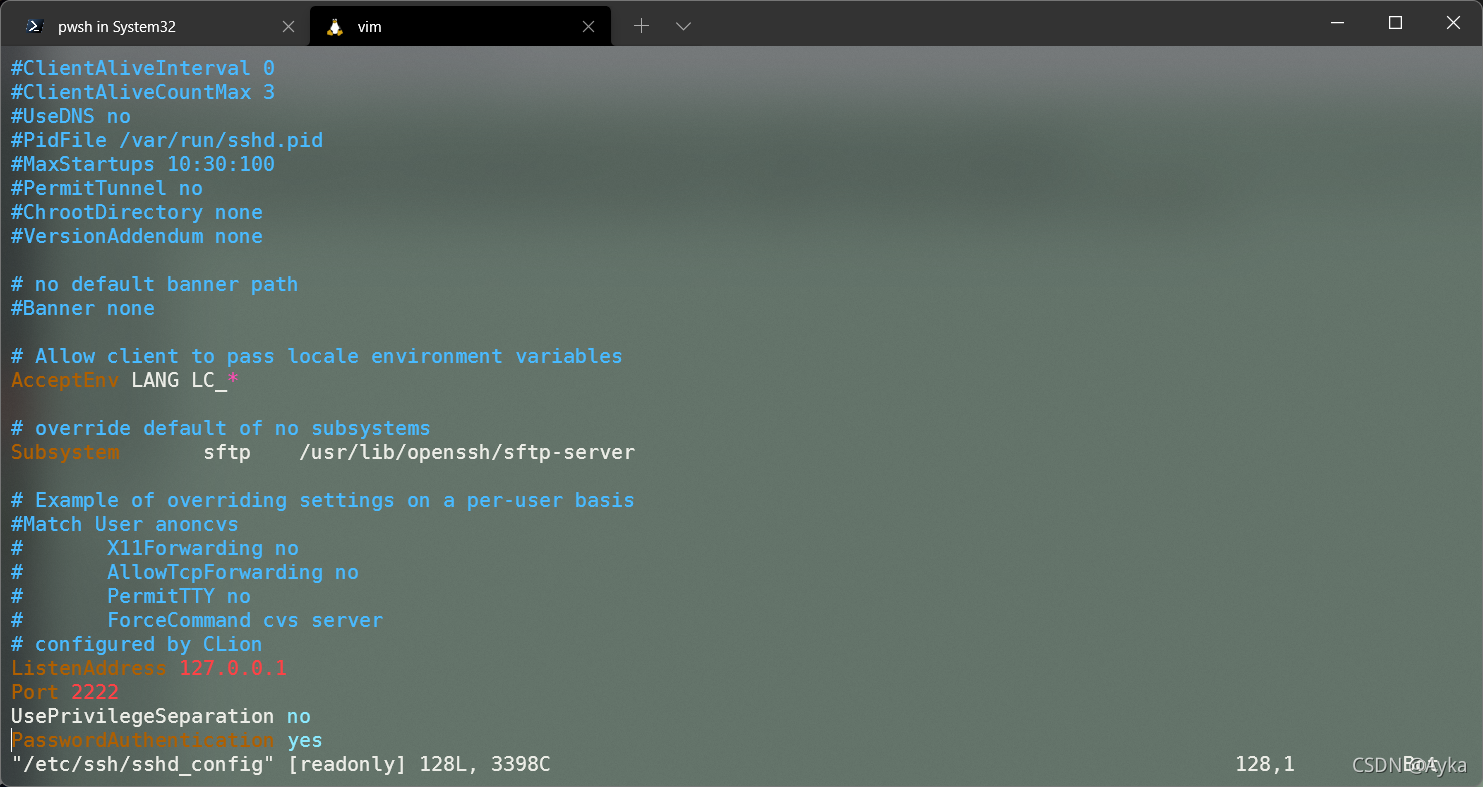 pwsh in System32
vim
#ClientAliveInterval 0
#ClientAliveCountMax 3
#UseDNS no
#PidFile /var/run/sshd.pid
#MaxStartups 10:30:100
#PermitTunnel no
#ChrootDirectory none
#VersionAddendum none
# no default banner path
#Banner none
# Allow client to pass locale environment variables
AcceptEnv LANG LC_*
# override default of no subsystems
Subsystem sftp /usr/lib/openssh/sftp-server
# Example of overriding settings on a per-user basis
#Match User anoncvs
# X11Forwarding no
# AllowTcpForwarding no
# PermitTTY no
# ForceCommand cvs server
# configured by CLion
ListenAddress 127.0.0.1
Port 2222
UsePrivilegeSeparation no
PasswordAuthentication yes
"/etc/ssh/sshd_config" [readonly] 128L, 3398C 128,1 Bot
CSDN @Ayka